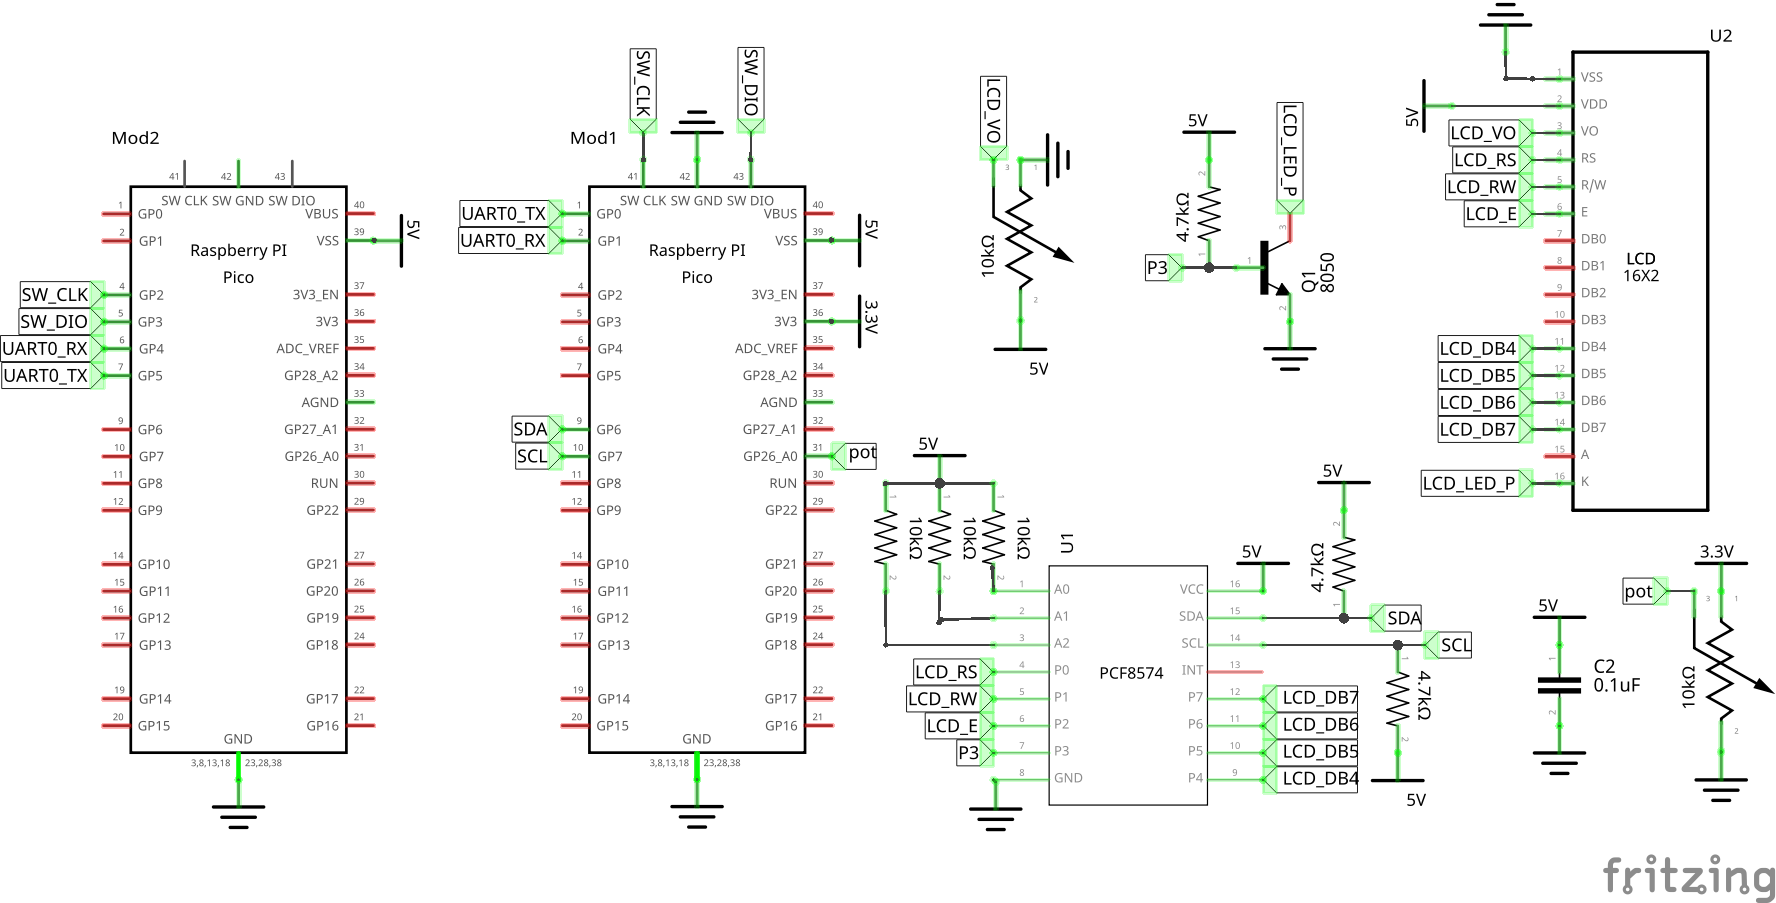 Mod2
41
42
43
SW CLK SW GND SW DIO
Raspberry PI
Pico
1
GP0
2
GP1
4
GP2
5
GP3
6
GP4
7
GP5
9
GP6
10
GP7
11
GP8
12
GP9
14
GP10
15
GP11
16
GP12
17
GP13
19
GP14
20
GP15
VBUS
40
VSS
39
3V3_EN
37
3V3
36
ADC_VREF
35
GP28_A2
34
AGND
33
GP27_A1
32
GP26_A0
31
RUN
30
GP22
29
GP21
27
GP20
26
GP19
25
GP18
24
GP17
22
GP16
21
GND
3,8,13,18
23,28,38
5V
SW_CLK
SW_DIO
UART0_RX
UART0_TX
Mod1
SW_CLK
SW_DIO
41
42
43
SW CLK SW GND SW DIO
Raspberry PI
Pico
UART0_TX
1
GP0
UART0_RX
2
GP1
4
GP2
5
GP3
6
GP4
7
GP5
SDA
9
GP6
SCL
10
GP7
11
GP8
12
GP9
14
GP10
15
GP11
16
GP12
17
GP13
19
GP14
20
GP15
VBUS
40
VSS
39
5V
3V3_EN
37
3V3
36
3.3V
ADC_VREF
35
GP28_A2
34
AGND
33
GP27_A1
32
GP26_A0
31
pot
RUN
30
GP22
29
GP21
27
GP20
26
GP19
25
GP18
24
GP17
22
GP16
21
GND
3,8,13,18
23,28,38
LCD_VO
3
1
10kΩ
2
5V
5V
2
4.7kΩ
1
P3
1
LCD_LED_P
3
Q1
8050
2
U2
LCD
16X2
5V
1
VSS
2
VDD
LCD_VO
3
VO
LCD_RS
4
RS
LCD_RW
5
R/W
LCD_E
6
E
7
DB0
8
DB1
9
DB2
10
DB3
LCD_DB4
11
DB4
LCD_DB5
12
DB5
LCD_DB6
13
DB6
LCD_DB7
14
DB7
15
A
LCD_LED_P
16
K
5V
1
1
1
10kΩ
10kΩ
10kΩ
2
2
2
U1
PCF8574
1
A0
2
A1
3
A2
LCD_RS
4
P0
LCD_RW
5
P1
LCD_E
6
P2
P3
7
P3
8
GND
5V
VCC
16
SDA
15
SCL
14
INT
13
P7
12
LCD_DB7
P6
11
LCD_DB6
P5
10
LCD_DB5
P4
9
LCD_DB4
5V
2
4.7kΩ
1
SDA
SCL
1
4.7kΩ
2
5V
5V
1
C2
0.1uF
2
3.3V
pot
3
1
10kΩ
2
fritzing